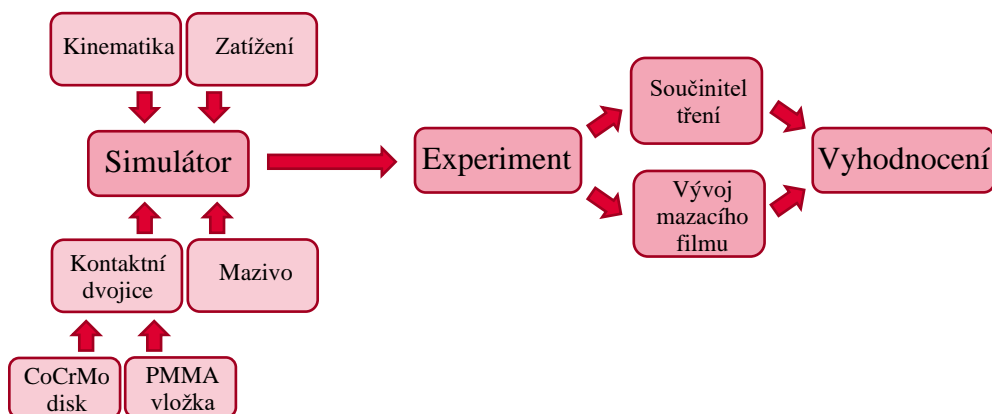 Kinematika
Zatížení
Simulátor
Kontaktní
dvojice
Mazivo
CoCrMo
disk
PMMA
vložka
Experiment
Součinitel
tření
Vývoj
mazacího
filmu
Vyhodnocení